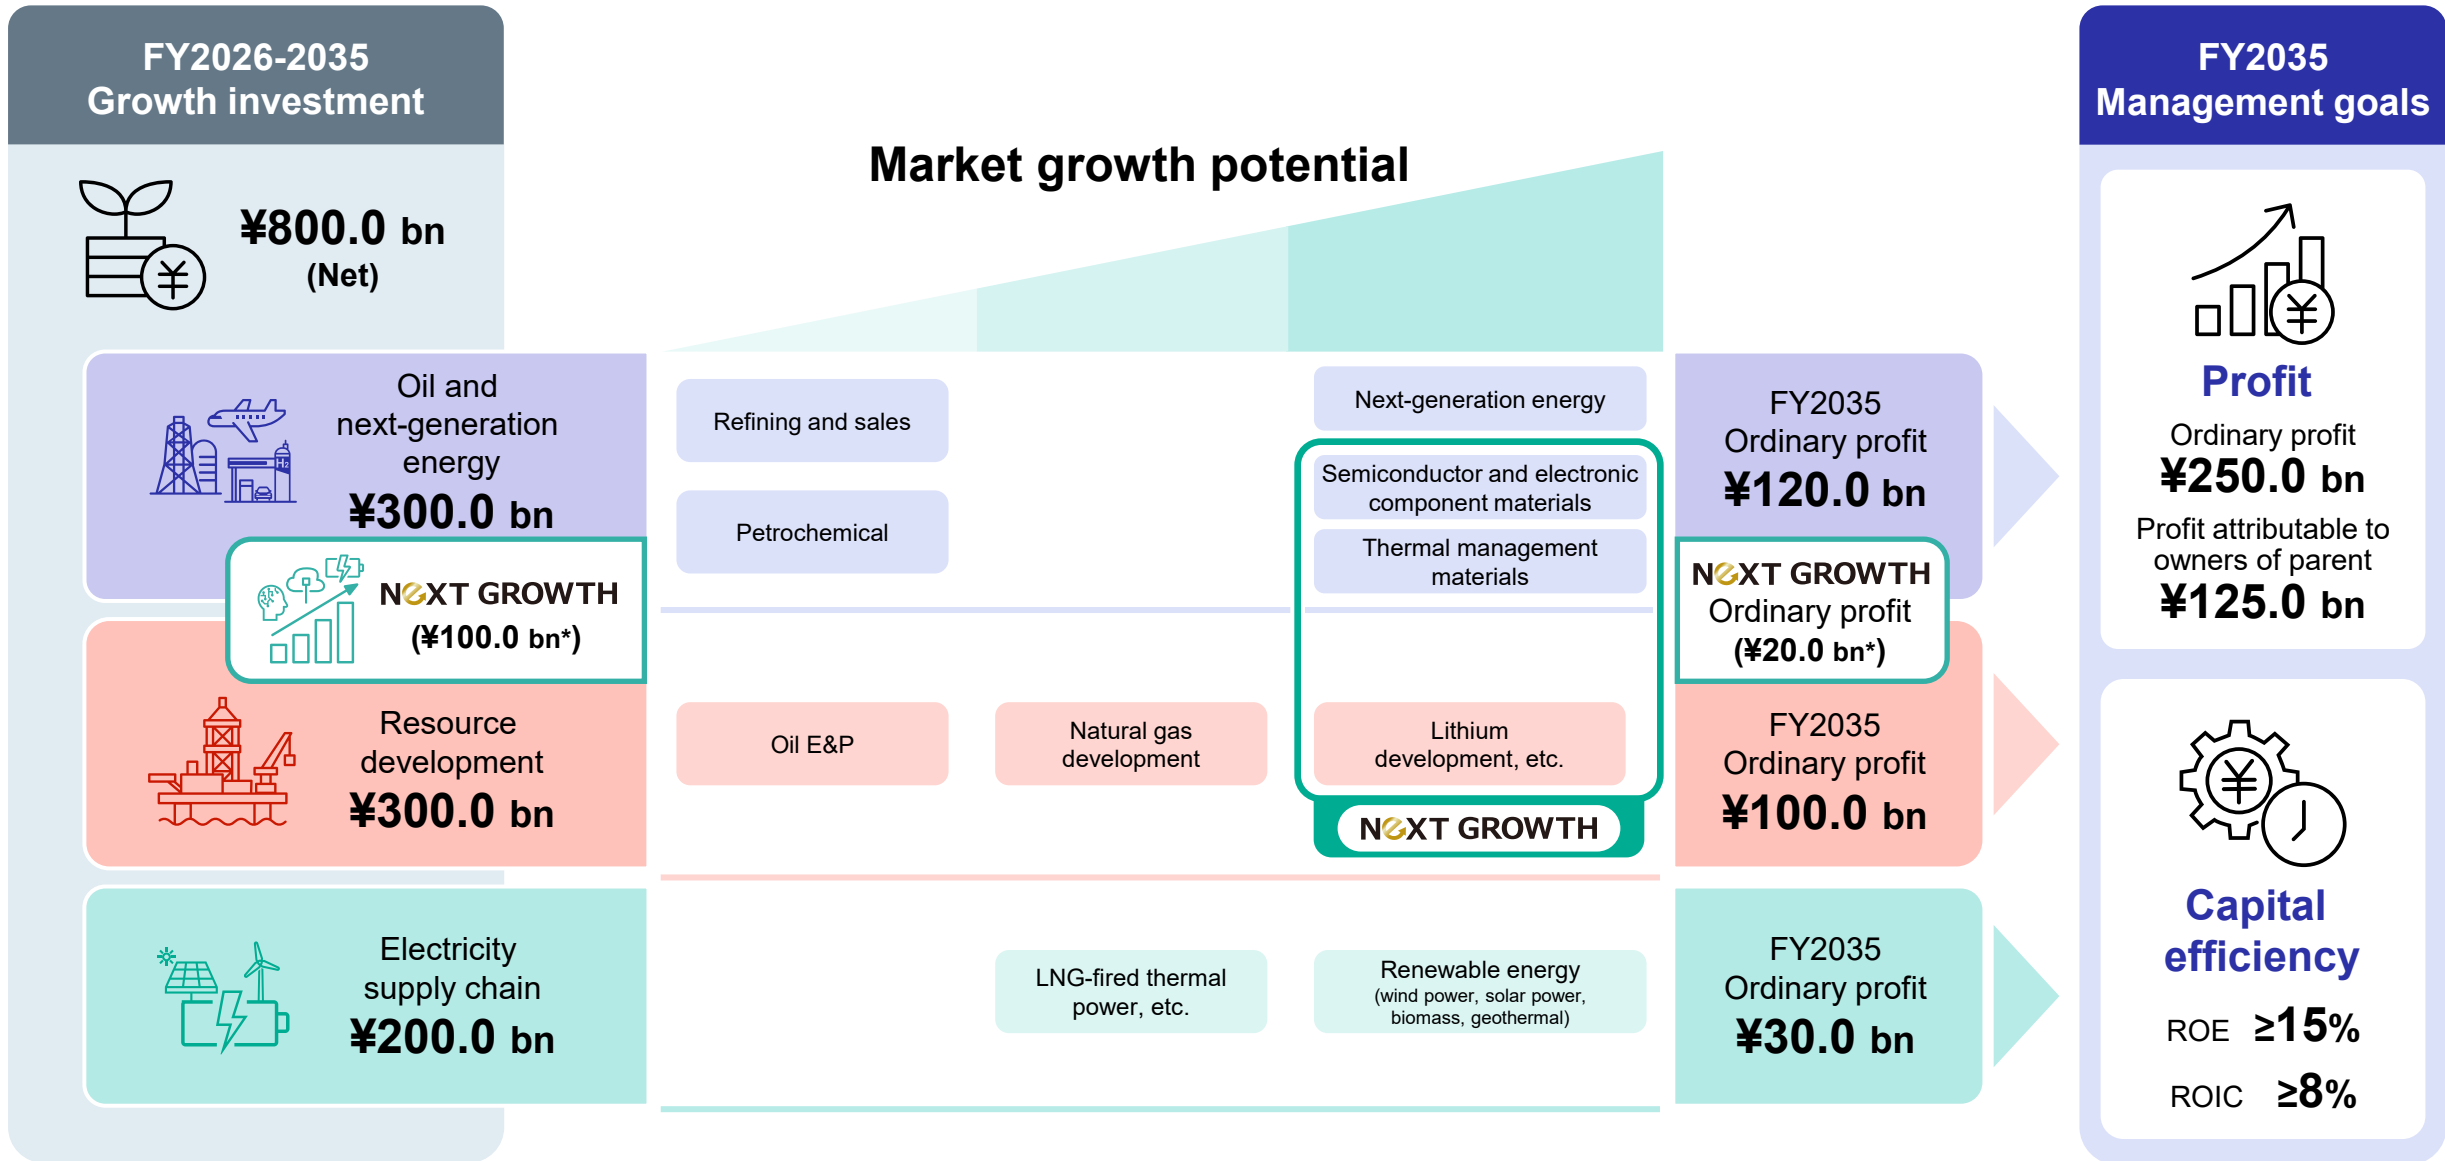 FY2026-2035
Growth investment
¥800.0 bn
(Net)
Market growth potential
Oil and
next-generation
energy
¥300.0 bn
NEXT GROWTH
(¥100.0 bn*)
Resource
development
¥300.0 bn
Electricity
supply chain
¥200.0 bn
Refining and sales
Petrochemical
Next-generation energy
Semiconductor and electronic
component materials
Thermal management
materials
Oil E&P
Natural gas
development
Lithium
development, etc.
NEXT GROWTH
LNG-fired thermal
power, etc.
Renewable energy
(wind power, solar power,
biomass, geothermal)
FY2035
Ordinary profit
¥120.0 bn
NEXT GROWTH
Ordinary profit
(¥20.0 bn*)
FY2035
Ordinary profit
¥100.0 bn
FY2035
Ordinary profit
¥30.0 bn
FY2035
Management goals
Profit
Ordinary profit
¥250.0 bn
Profit attributable to
owners of parent
¥125.0 bn
Capital
efficiency
ROE ≥15%
ROIC ≥8%
H2